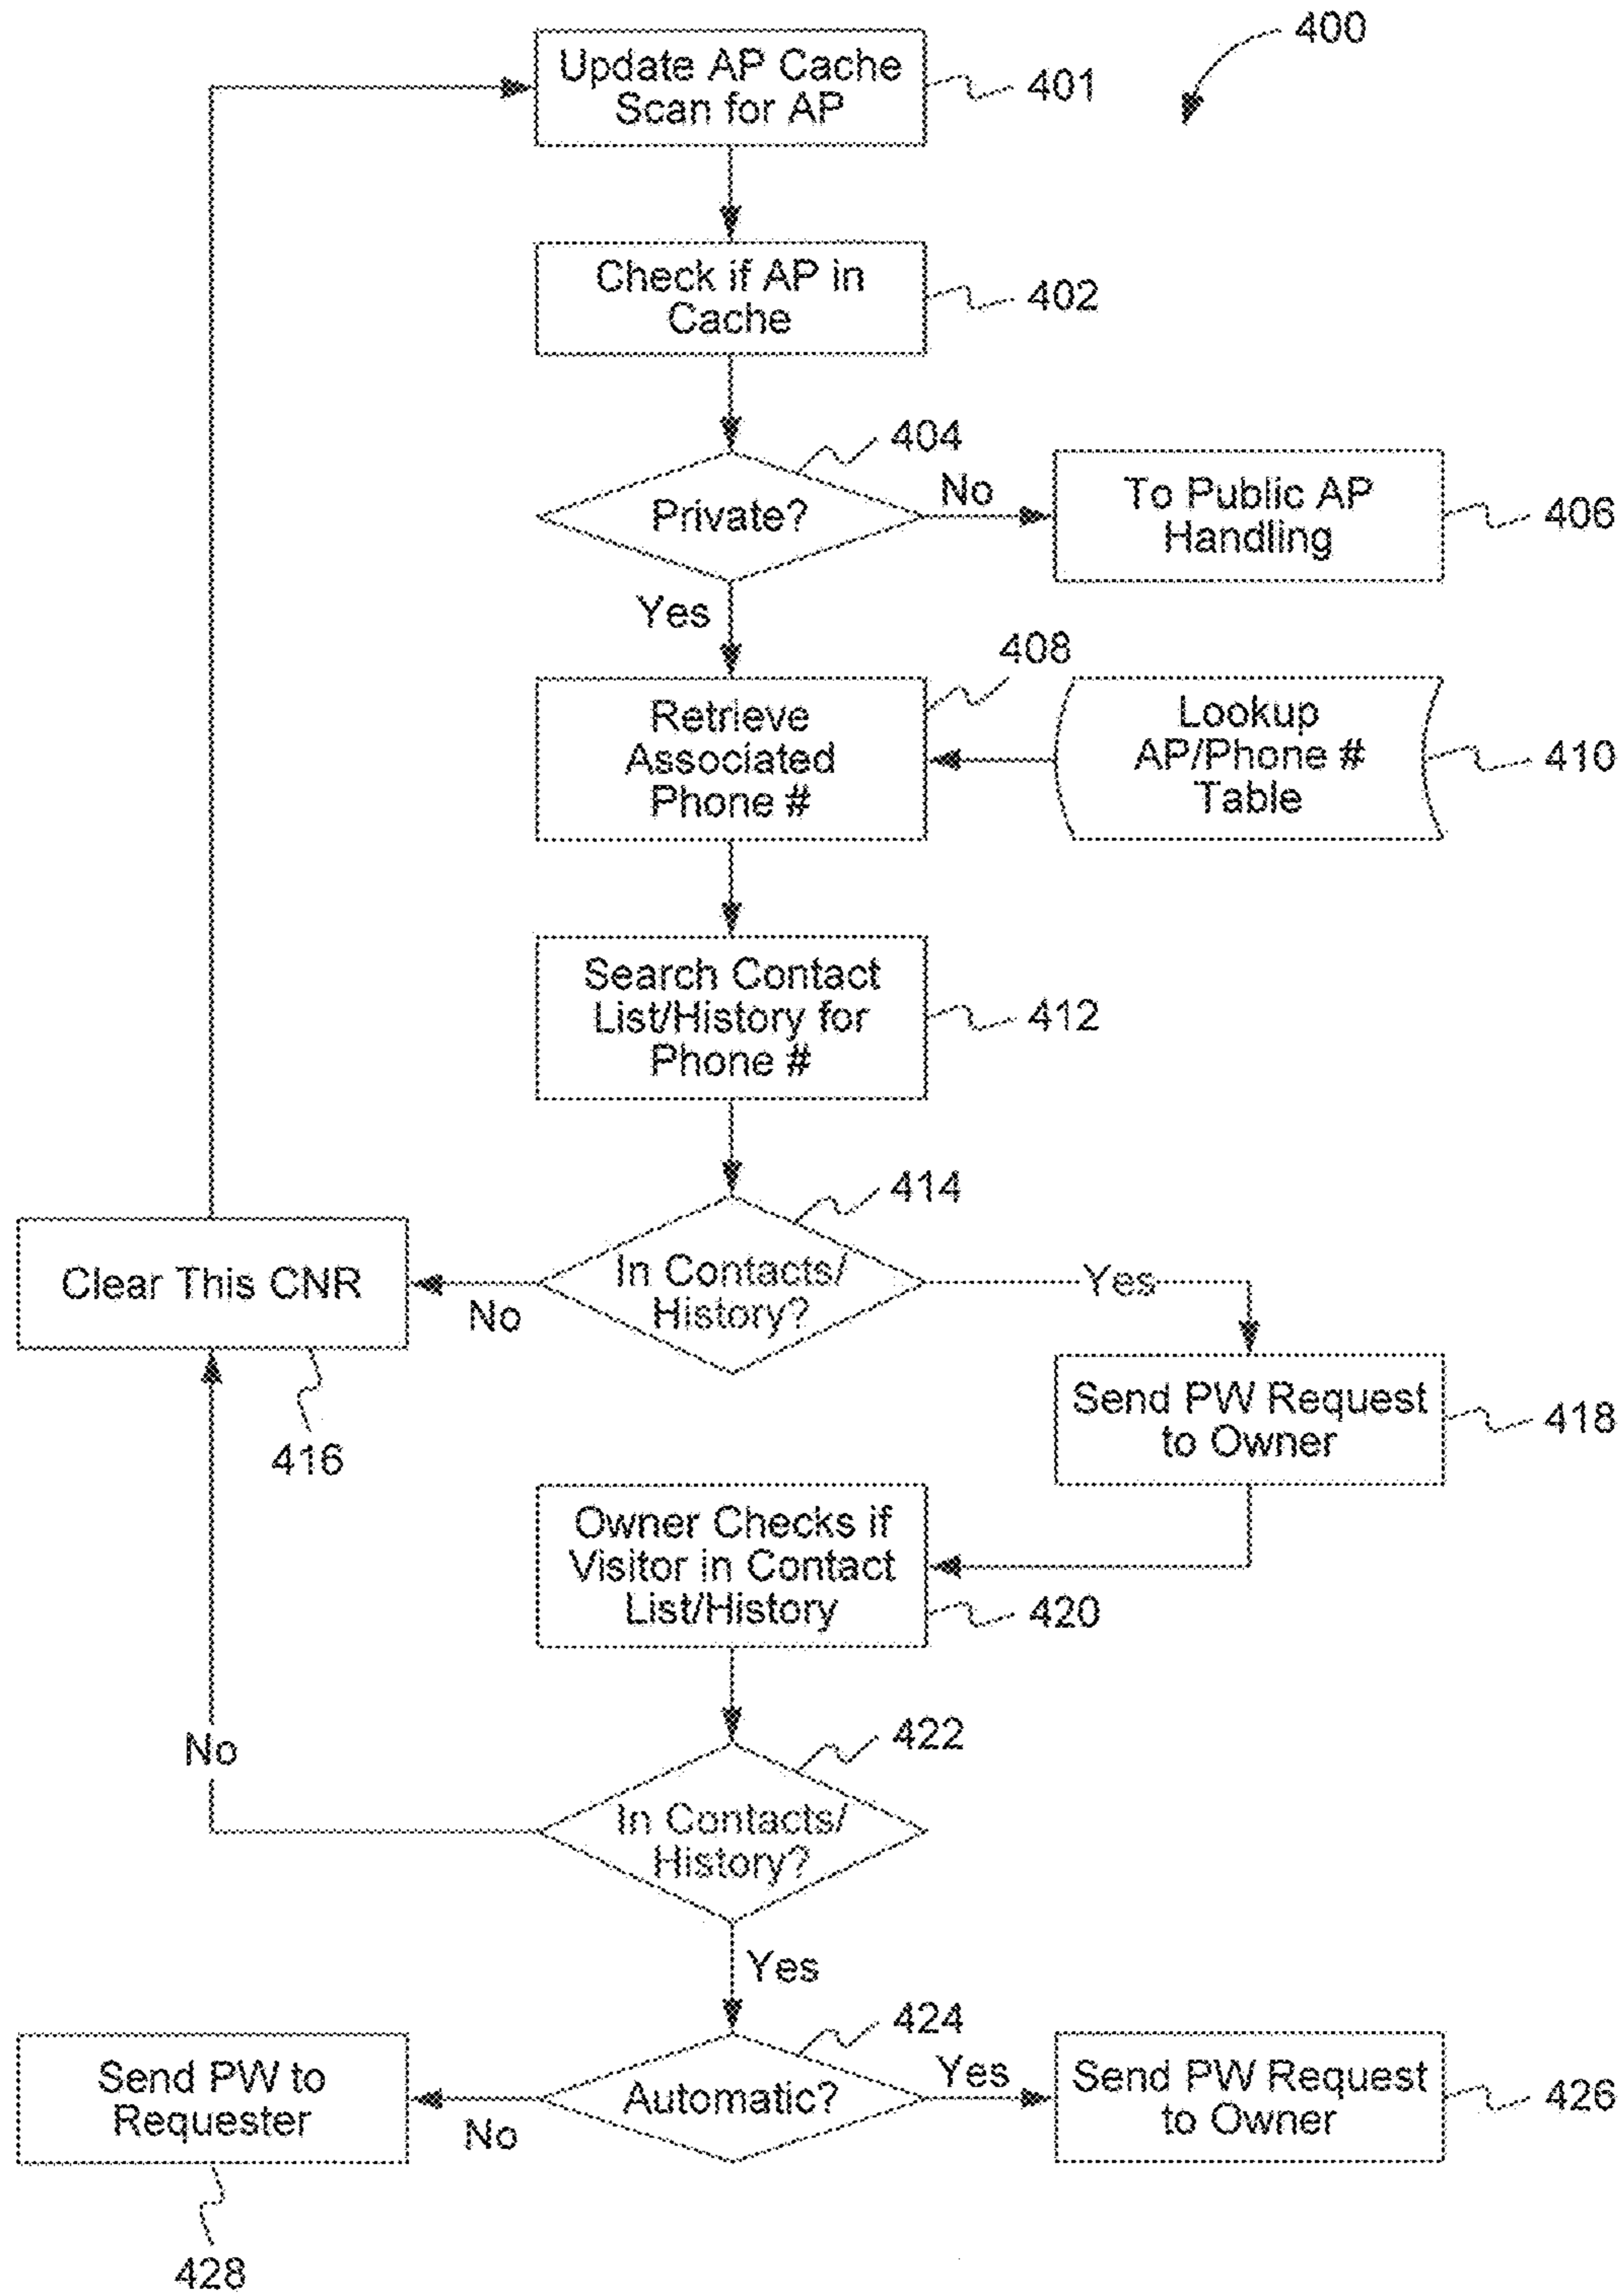 400
Update AP Cache
Scan for AP
401
Check if AP in
Cache
402
404
Private?
No
To Public AP
Handling
406
Yes
408
Retrieve
Associated
Phone #
Lookup
AP/Phone #
Table
410
Search Contact
List/History for
Phone #
412
414
In Contacts/
History?
Clear This CNR
No
Yes
416
Send PW Request
to Owner
418
Owner Checks if
Visitor in Contact
List/History
420
No
422
In Contacts/
History?
Yes
424
Automatic?
Send PW to
Requester
No
Yes
Send PW Request
to Owner
426
428